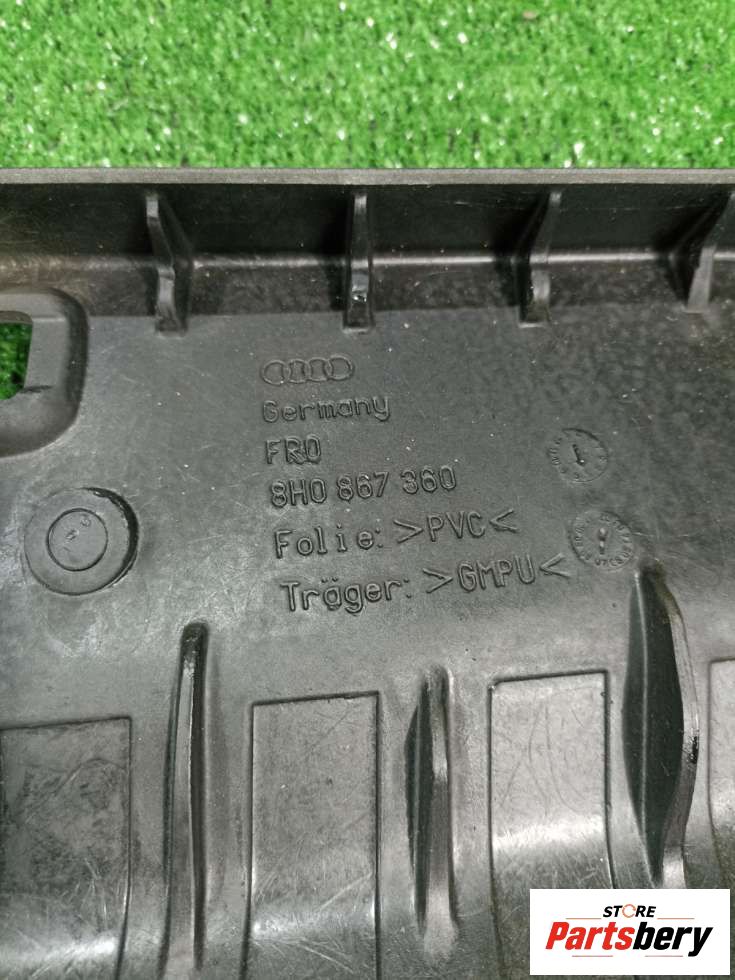 Germany
FRO
8H0 867 360
Folie: >PVC<
Träger: >GMPU<
STORE
Partsbery